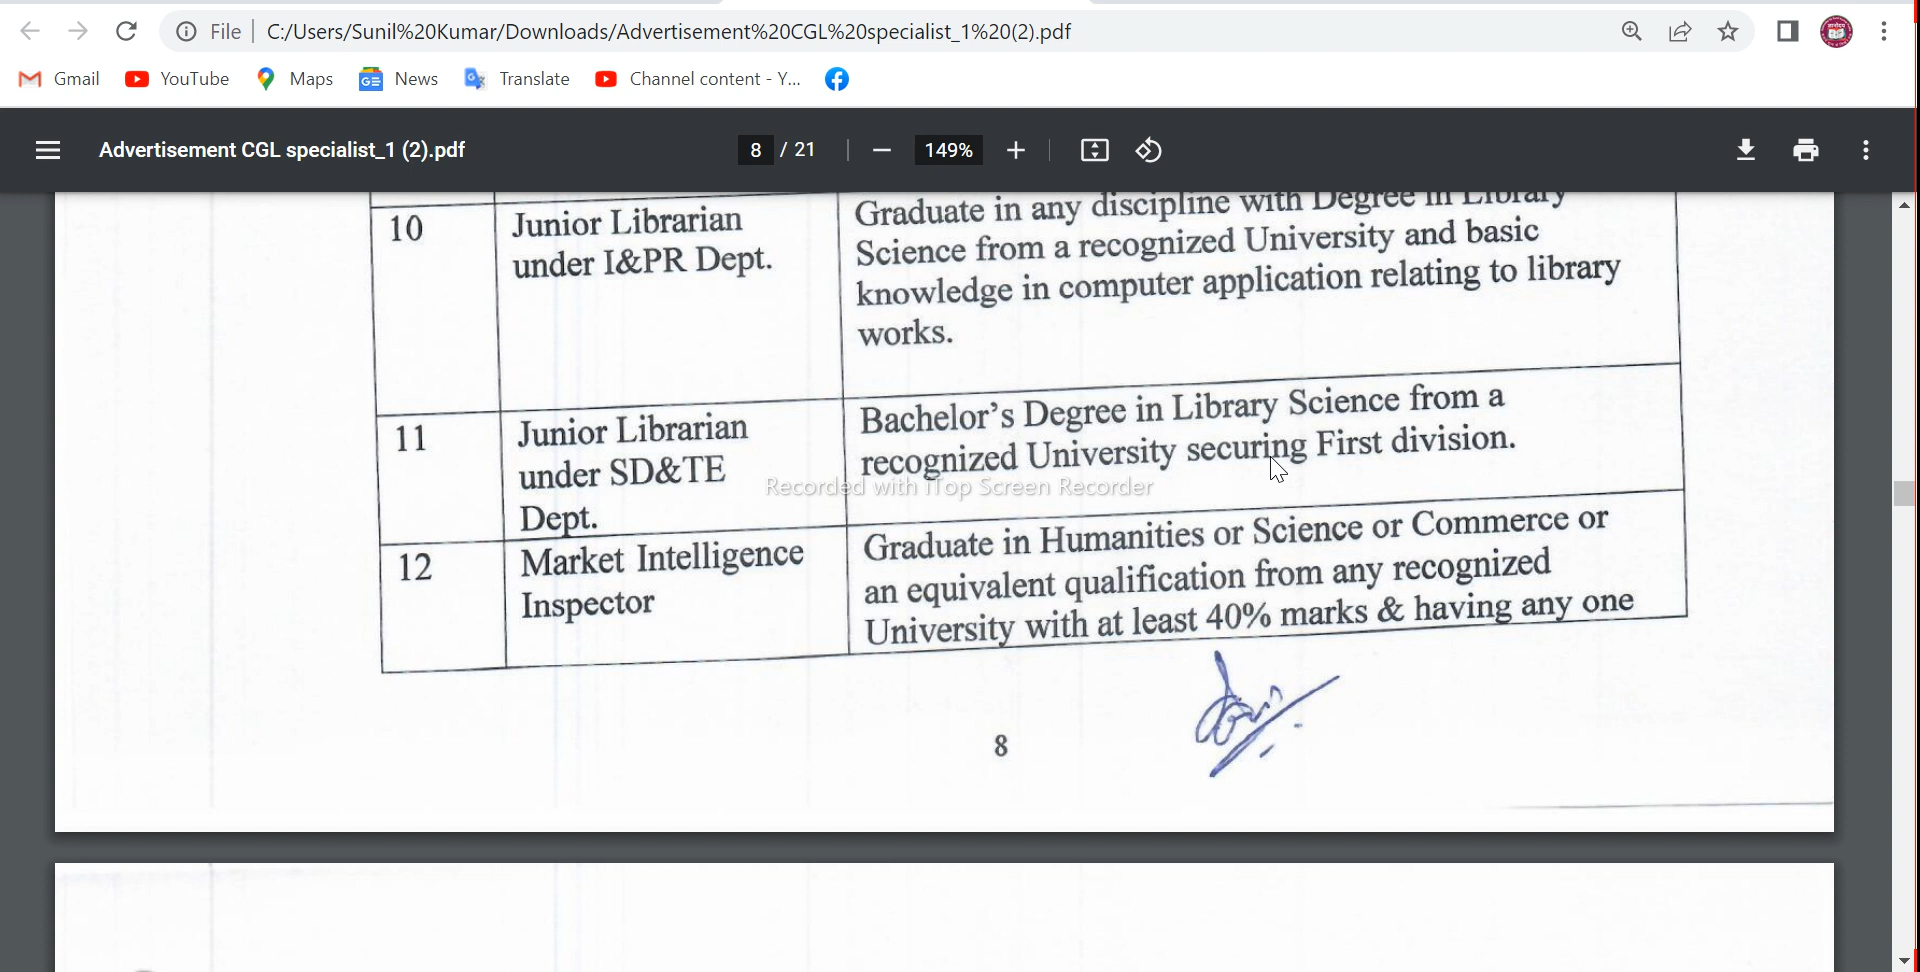 File C:/Users/Sunil%20Kumar/Downloads/Advertisement%20CGL%20specialist_1%20(2).pdf
Gmail YouTube Maps News Translate Channel content - Y...
Advertisement CGL specialist_1 (2).pdf 8 / 21 149%
10 Junior Librarian under I&PR Dept.
Graduate in any discipline with Degree in Library
Science from a recognized University and basic
knowledge in computer application relating to library
works.
11 Junior Librarian under SD&TE Dept.
Bachelor's Degree in Library Science from a
recognized University securing First division.
Recorded with iTop Screen Recorder
12 Market Intelligence Inspector
Graduate in Humanities or Science or Commerce or
an equivalent qualification from any recognized
University with at least 40% marks & having any one
8